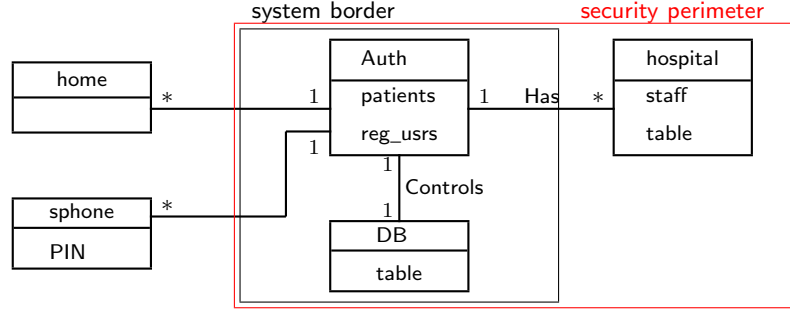 system border
security perimeter
home
*
1
Auth
patients
reg_usrs
1
Has
*
hospital
staff
table
1
1
Controls
1
sphone
*
PIN
DB
table